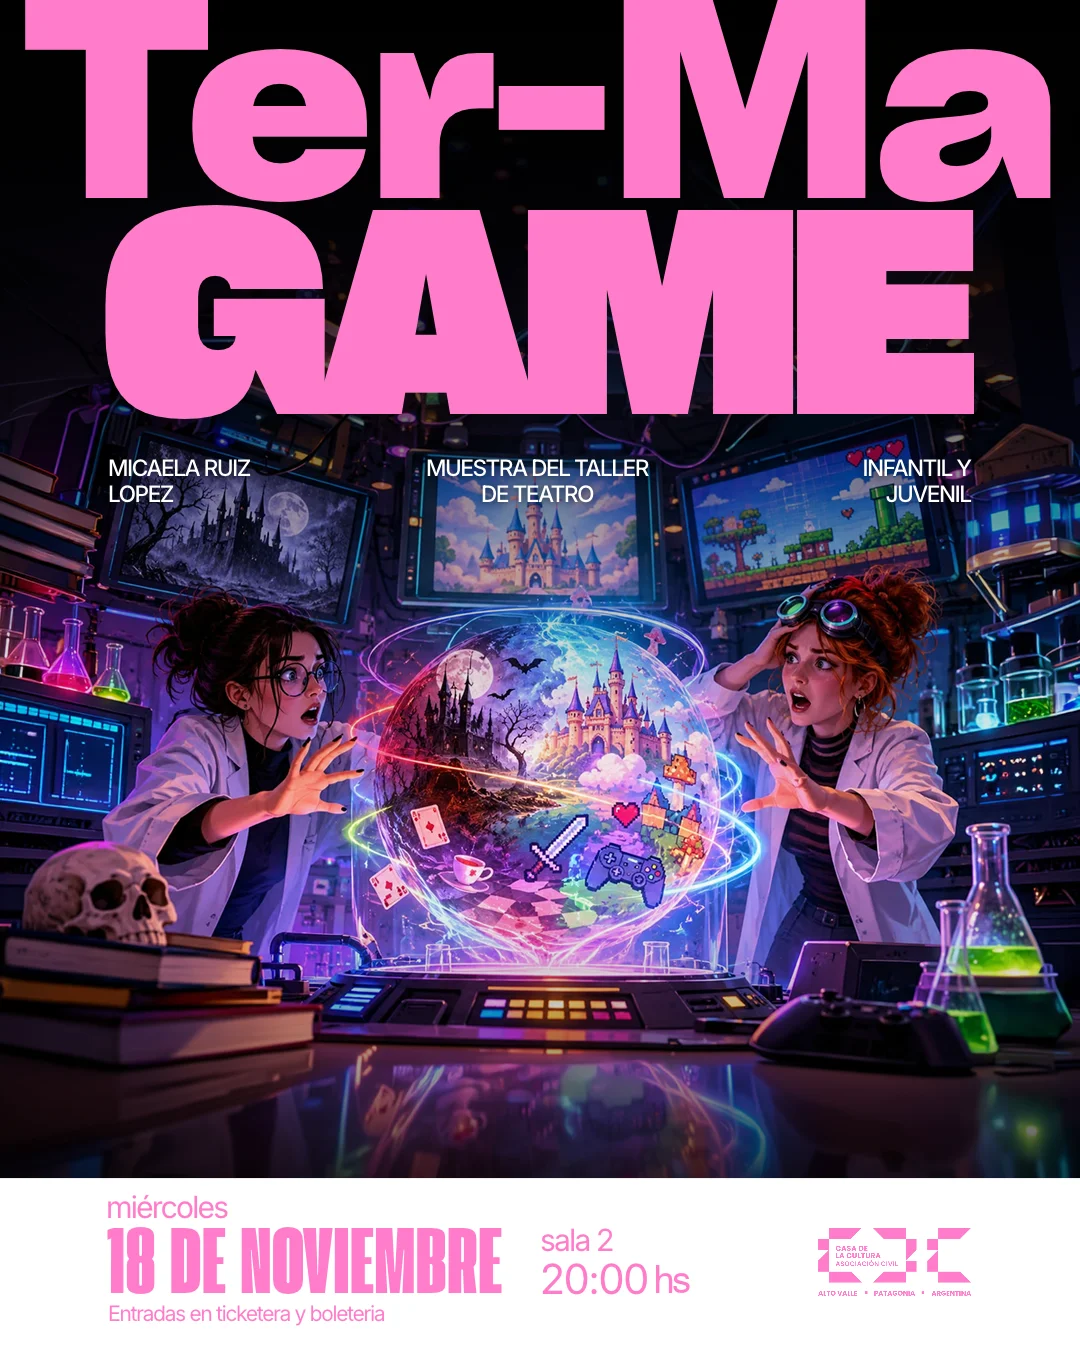 Ter-Ma
GAME
MICAELA RUIZ
LOPEZ
MUESTRA DEL TALLER
DE TEATRO
INFANTIL Y
JUVENIL
miércoles
18 DE NOVIEMBRE
Entradas en ticketera y boleteria
sala 2
20:00 hs
CASA DE
LA CULTURA
ASOCIACIÓN CIVIL
ALTO VALLE • PATAGONIA • ARGENTINA